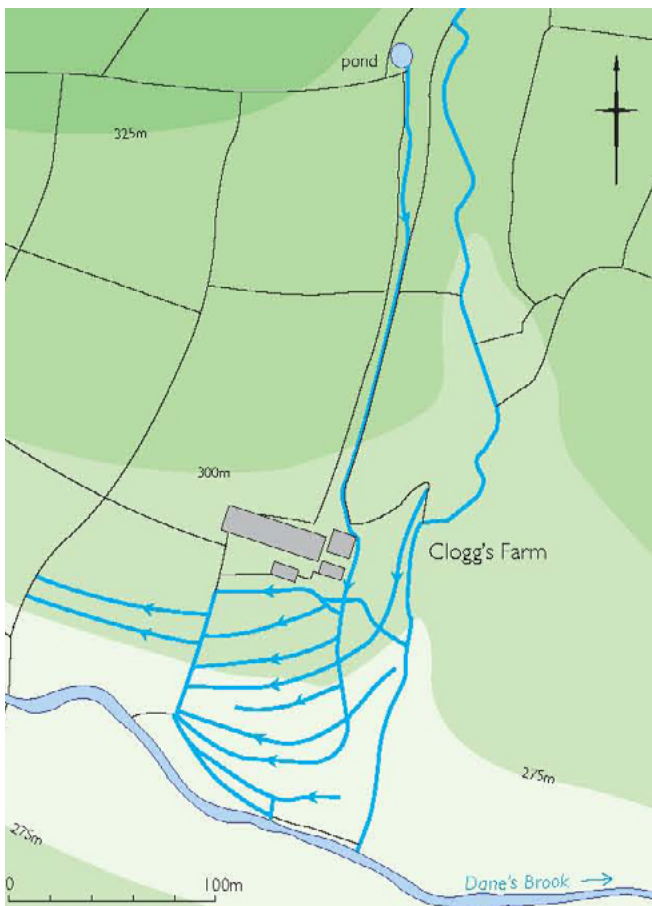 pond
325m
300m
Clogg's Farm
275m
275m
0 100m
Dane's Brook